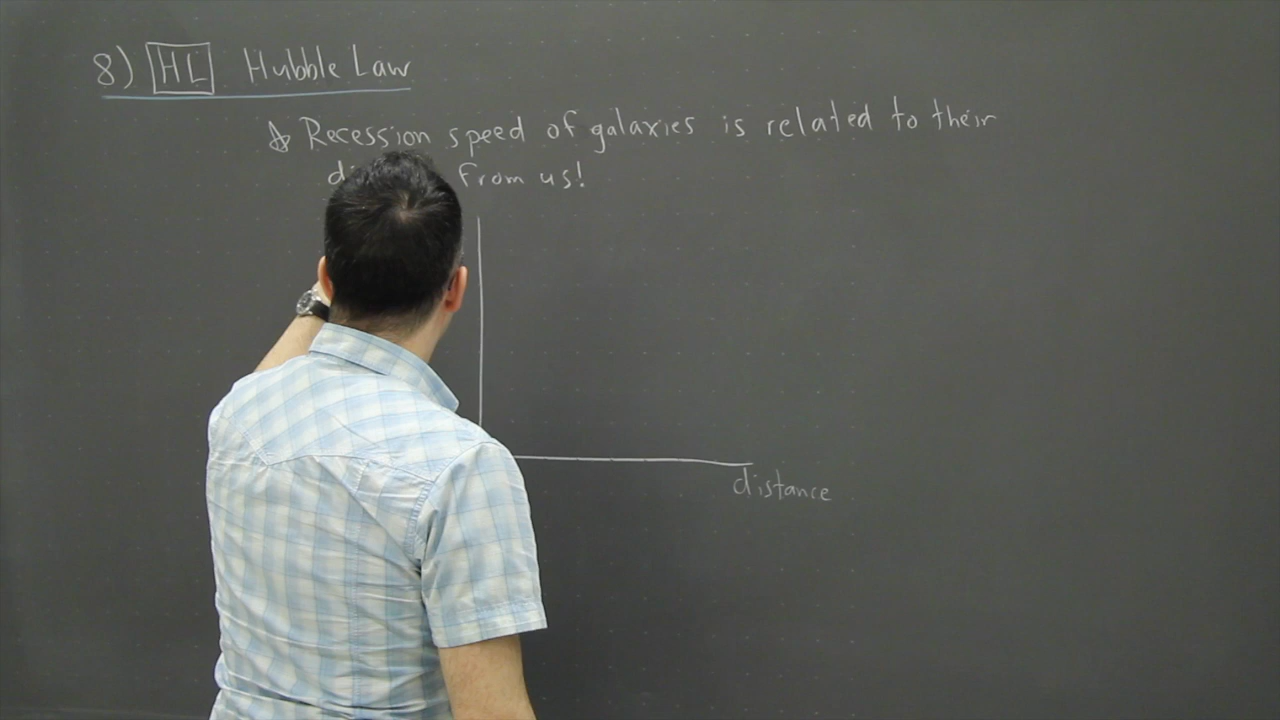 8) HL Hubble Law
☆ Recession speed of galaxies is related to their
from us!
distance